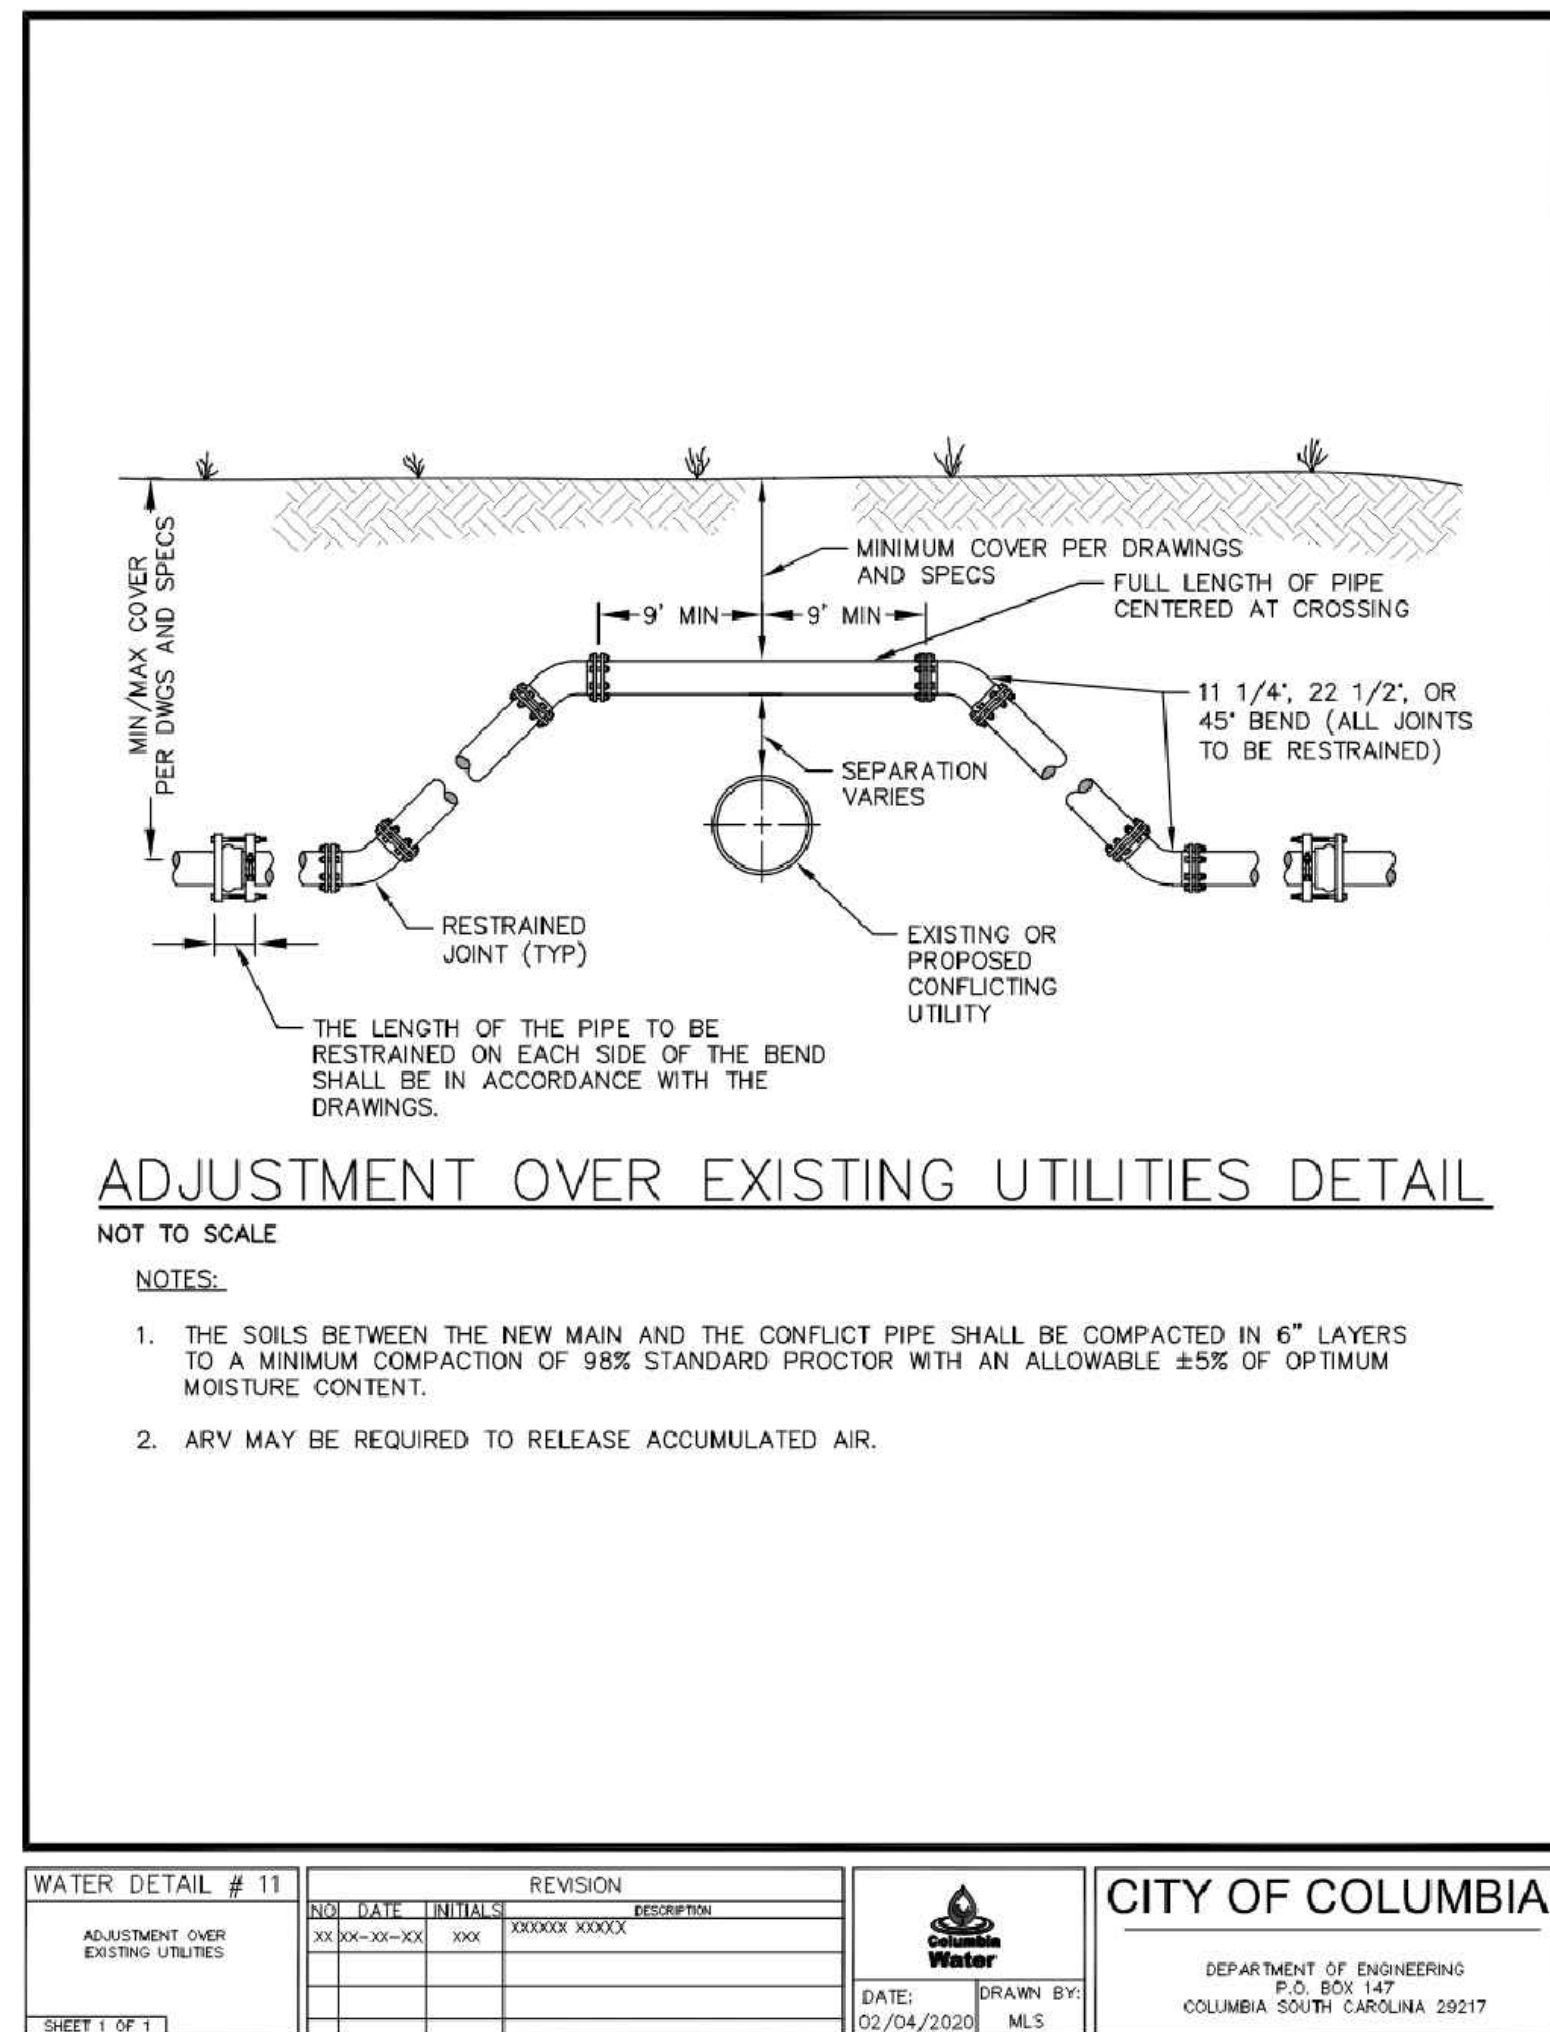 MIN/MAX COVER
PER DWGS AND SPECS
MINIMUM COVER PER DRAWINGS
AND SPECS
FULL LENGTH OF PIPE
CENTERED AT CROSSING
9' MIN
9' MIN
11 1/4°, 22 1/2°, OR
45° BEND (ALL JOINTS
TO BE RESTRAINED)
SEPARATION
VARIES
RESTRAINED
JOINT (TYP)
EXISTING OR
PROPOSED
CONFLICTING
UTILITY
THE LENGTH OF THE PIPE TO BE
RESTRAINED ON EACH SIDE OF THE BEND
SHALL BE IN ACCORDANCE WITH THE
DRAWINGS.
ADJUSTMENT OVER EXISTING UTILITIES DETAIL
NOT TO SCALE
NOTES:
1. THE SOILS BETWEEN THE NEW MAIN AND THE CONFLICT PIPE SHALL BE COMPACTED IN 6" LAYERS
TO A MINIMUM COMPACTION OF 98% STANDARD PROCTOR WITH AN ALLOWABLE ±5% OF OPTIMUM
MOISTURE CONTENT.
2. ARV MAY BE REQUIRED TO RELEASE ACCUMULATED AIR.
WATER DETAIL # 11
ADJUSTMENT OVER
EXISTING UTILITIES
SHEET 1 OF 1
REVISION
NO DATE INITIALS DESCRIPTION
XX XX-XX-XX XXX XXXXXX XXXXX
Columbia
Water
DATE:
02/04/2020
DRAWN BY:
MLS
CITY OF COLUMBIA
DEPARTMENT OF ENGINEERING
P.O. BOX 147
COLUMBIA SOUTH CAROLINA 29217